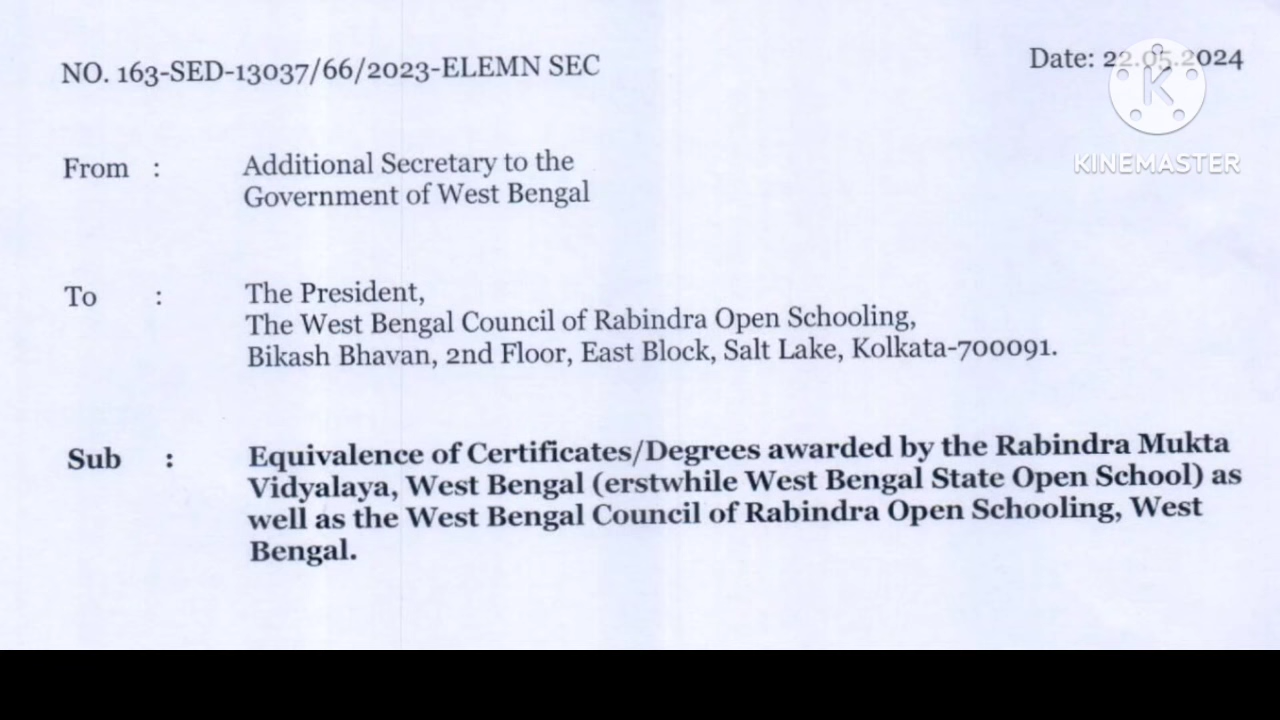 NO. 163-SED-13037/66/2023-ELEMN SEC
Date: 22.05.2024
K
KINEMASTER
From :
Additional Secretary to the
Government of West Bengal
To :
The President,
The West Bengal Council of Rabindra Open Schooling,
Bikash Bhavan, 2nd Floor, East Block, Salt Lake, Kolkata-700091.
Sub :
Equivalence of Certificates/Degrees awarded by the Rabindra Mukta
Vidyalaya, West Bengal (erstwhile West Bengal State Open School) as
well as the West Bengal Council of Rabindra Open Schooling, West
Bengal.